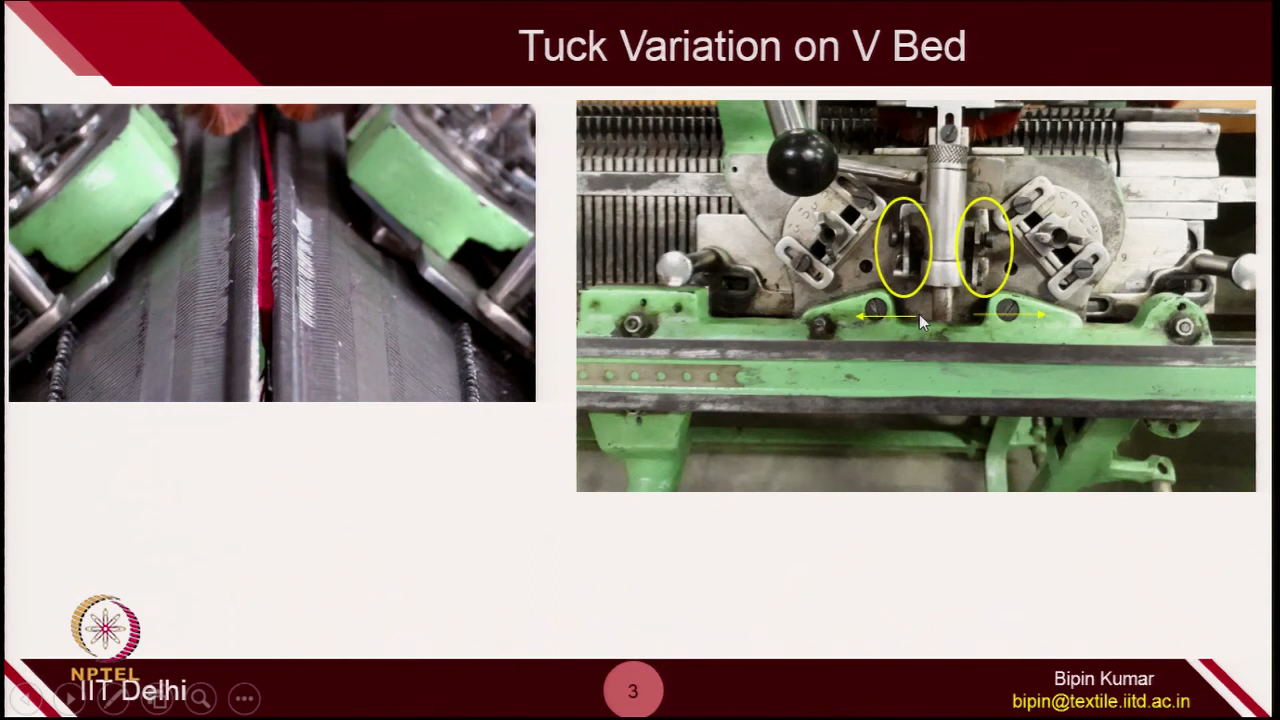 Tuck Variation on V Bed
NPTEL
IIT Delhi
3
Bipin Kumar
bipin@textile.iitd.ac.in